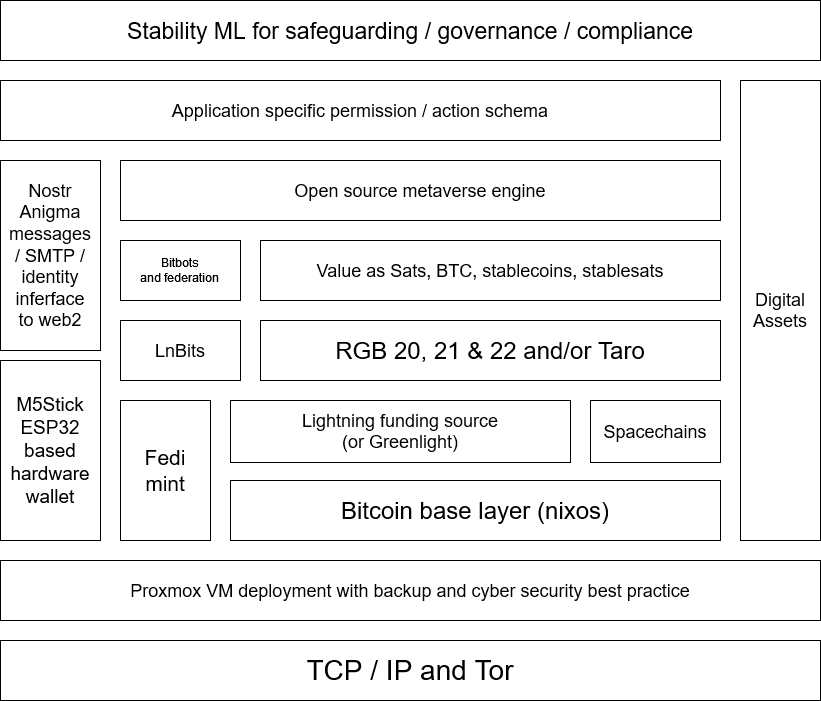 Stability ML for safeguarding / governance / compliance
Application specific permission / action schema
Nostr
Anigma
messages
/ SMTP /
identity
inferface
to web2
Open source metaverse engine
Bitbots
and federation
Value as Sats, BTC, stablecoins, stablesats
Digital
Assets
LnBits
RGB 20, 21 & 22 and/or Taro
M5Stick
ESP32
based
hardware
wallet
Fedi
mint
Lightning funding source
(or Greenlight)
Spacechains
Bitcoin base layer (nixos)
Proxmox VM deployment with backup and cyber security best practice
TCP / IP and Tor